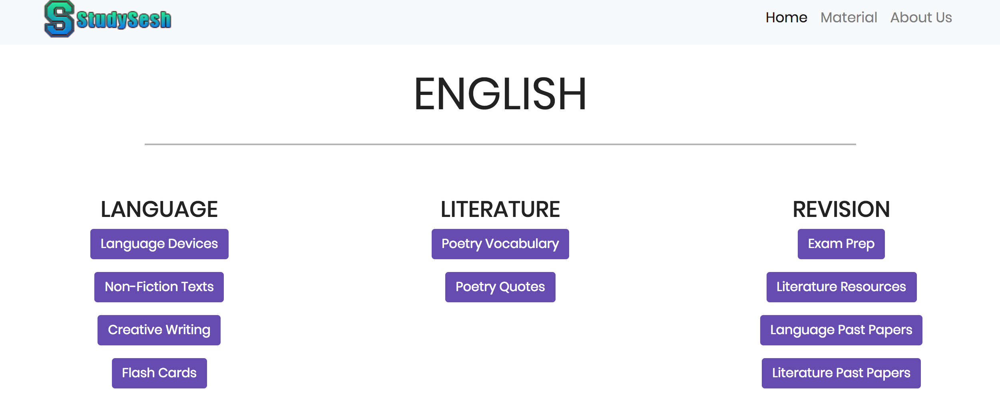 S StudySesh
Home Material About Us
ENGLISH
LANGUAGE
Language Devices
Non-Fiction Texts
Creative Writing
Flash Cards
LITERATURE
Poetry Vocabulary
Poetry Quotes
REVISION
Exam Prep
Literature Resources
Language Past Papers
Literature Past Papers